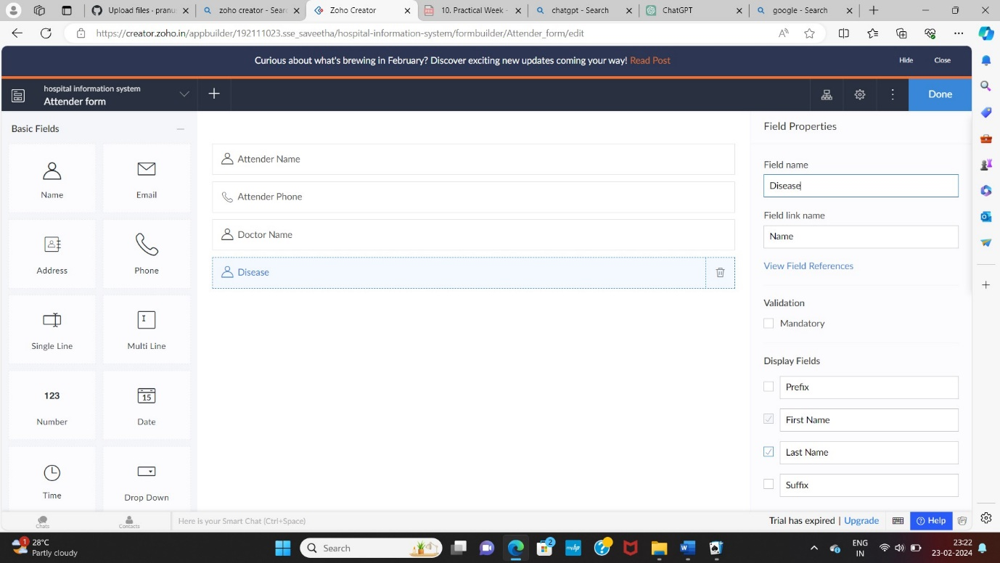 Upload files · pranu
zoho creator - Sear
Zoho Creator
10. Practical Week -
chatgpt - Search
ChatGPT
google - Search
https://creator.zoho.in/appbuilder/192111023.sse_saveetha/hospital-information-system/formbuilder/Attender_form/edit
Curious about what's brewing in February? Discover exciting new updates coming your way! Read Post
Hide
Close
hospital information system
Attender form
Done
Basic Fields
Name
Email
Address
Phone
Single Line
Multi Line
123
15
Number
Date
Time
Drop Down
Attender Name
Attender Phone
Doctor Name
Disease
Field Properties
Field name
Disease
Field link name
Name
View Field References
Validation
Mandatory
Display Fields
Prefix
First Name
Last Name
Suffix
Chats
Contacts
Here is your Smart Chat (Ctrl+Space)
Trial has expired | Upgrade
Help
1
28°C
Partly cloudy
Search
2
ENG
IN
23:22
23-02-2024